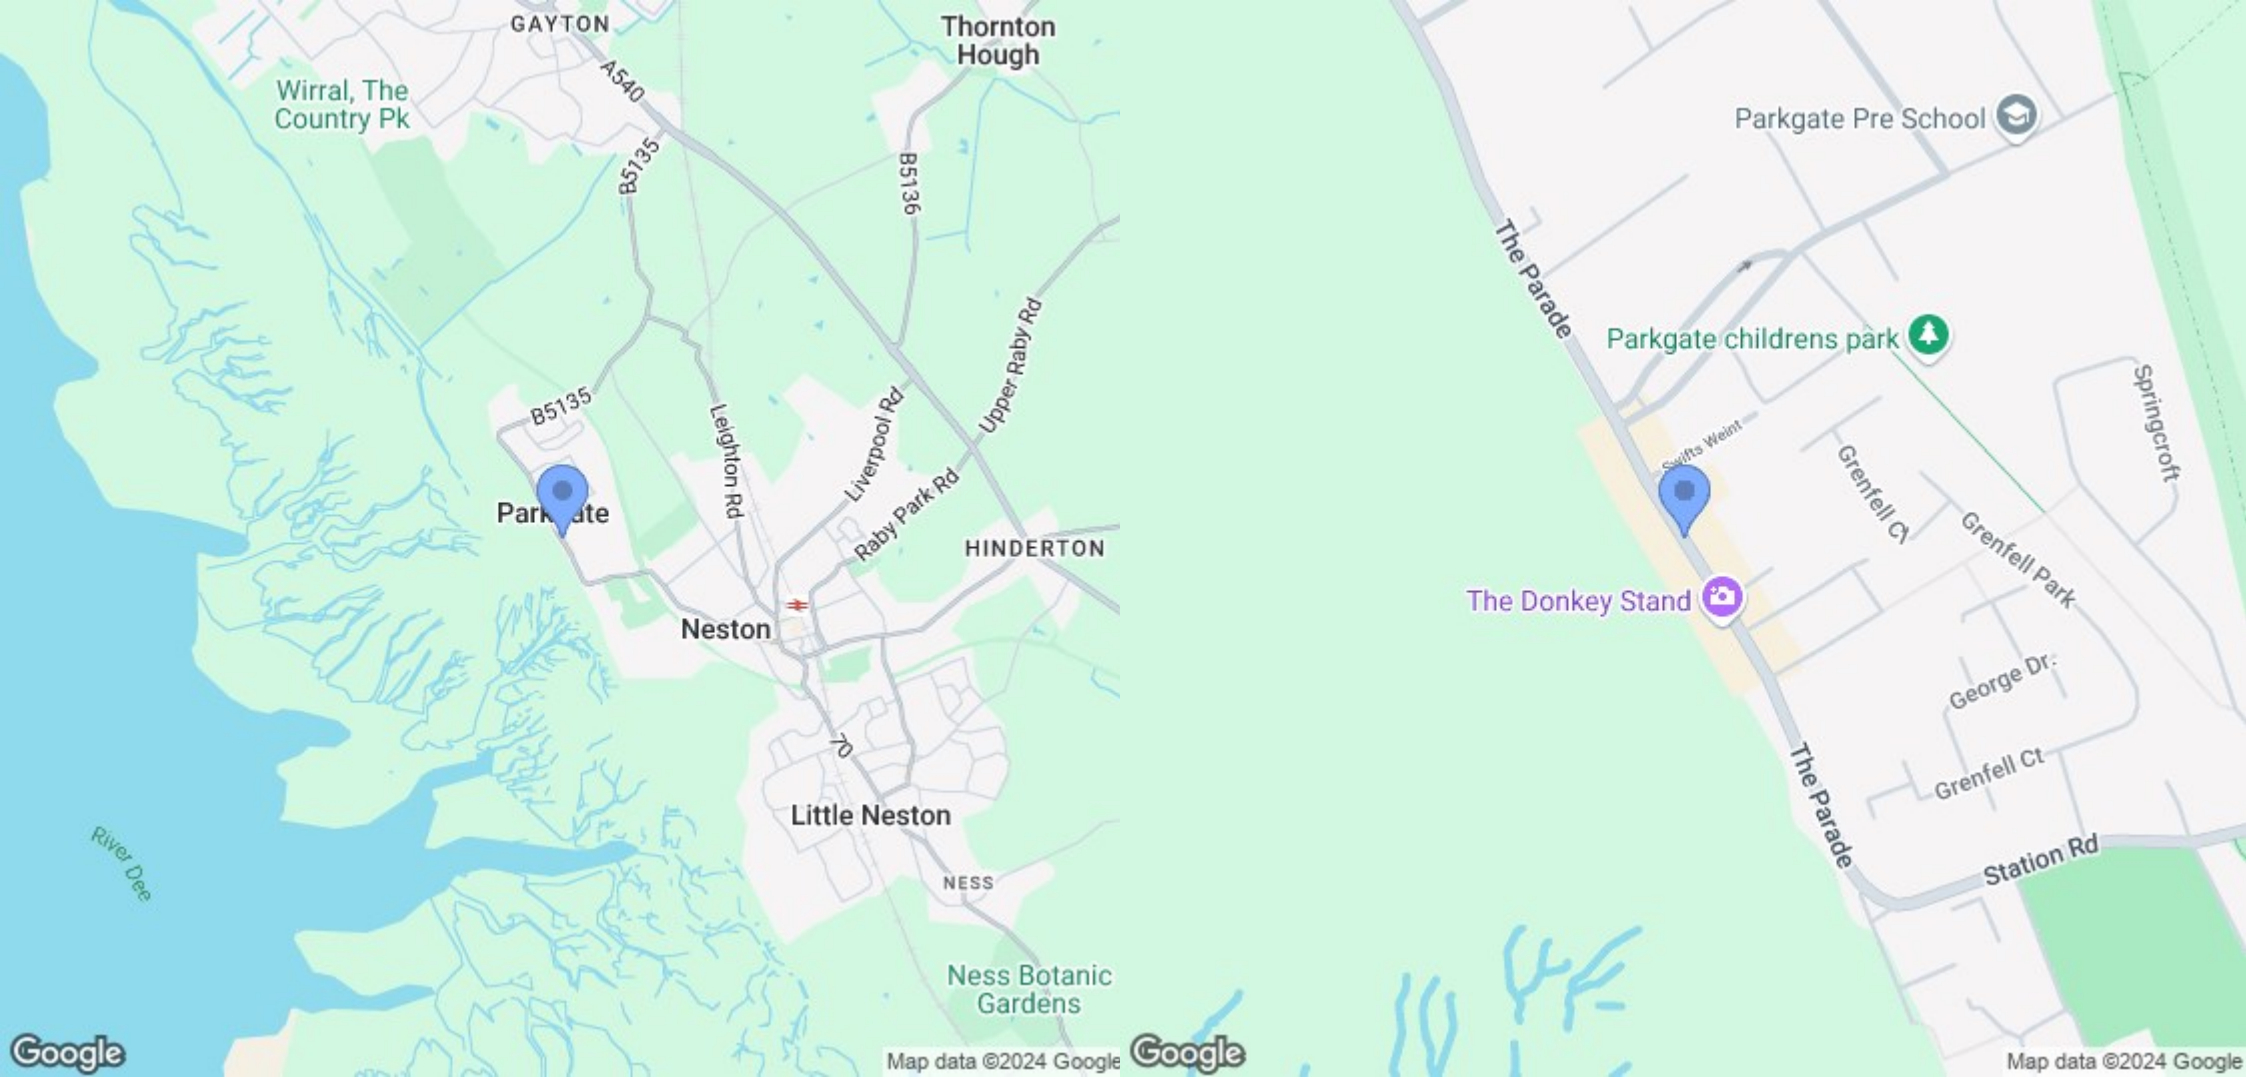 GAYTON
Thornton
Hough
A540
Wirral, The
Country Pk
B5135
B5136
Upper Raby Rd
B5135
Leighton Rd
Liverpool Rd
Raby Park Rd
Parkgate
HINDERTON
Neston
70
Little Neston
River Dee
NESS
Ness Botanic
Gardens
Google
Map data ©2024 Google
Parkgate Pre School
The Parade
Parkgate childrens park
Springcroft
Swifts Weint
Grenfell Ct
Grenfell Park
The Donkey Stand
George Dr.
The Parade
Grenfell Ct
Station Rd
Google
Map data ©2024 Google